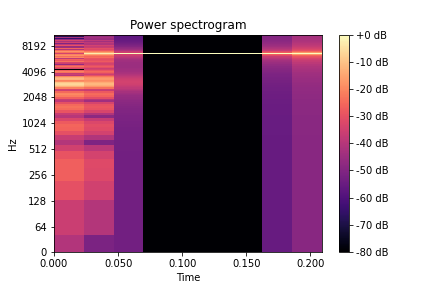 Power spectrogram
Hz
8192
4096
2048
1024
512
256
128
64
0
0.000 0.050 0.100 0.150 0.200
Time
+0 dB
-10 dB
-20 dB
-30 dB
-40 dB
-50 dB
-60 dB
-70 dB
-80 dB